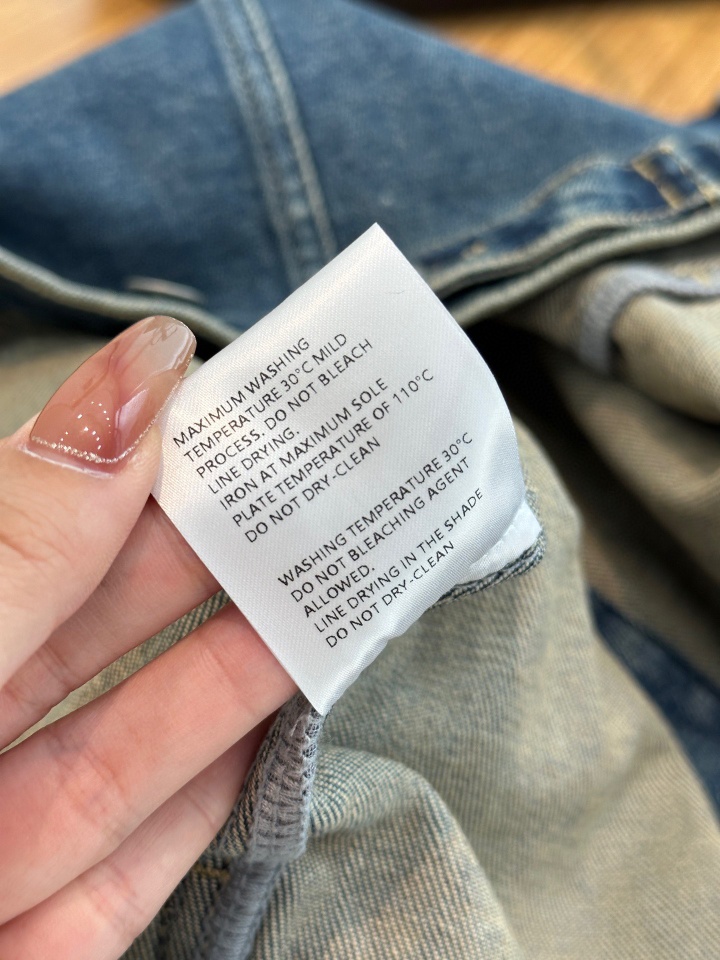 MAXIMUM WASHING
TEMPERATURE 30°C MILD
PROCESS. DO NOT BLEACH
LINE DRYING.
IRON AT MAXIMUM SOLE
PLATE TEMPERATURE OF 110°C
DO NOT DRY-CLEAN
WASHING TEMPERATURE 30°C
DO NOT BLEACHING AGENT
ALLOWED.
LINE DRYING IN THE SHADE
DO NOT DRY-CLEAN